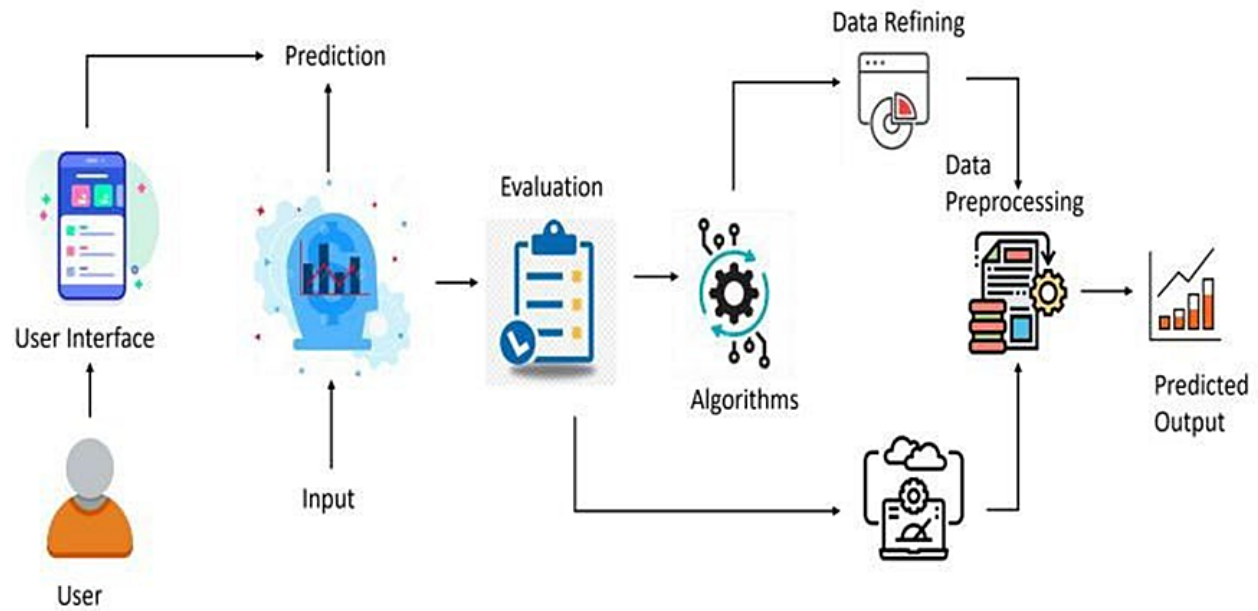 Data Refining
Prediction
Data
Preprocessing
Evaluation
User Interface
Algorithms
Predicted
Output
Input
User